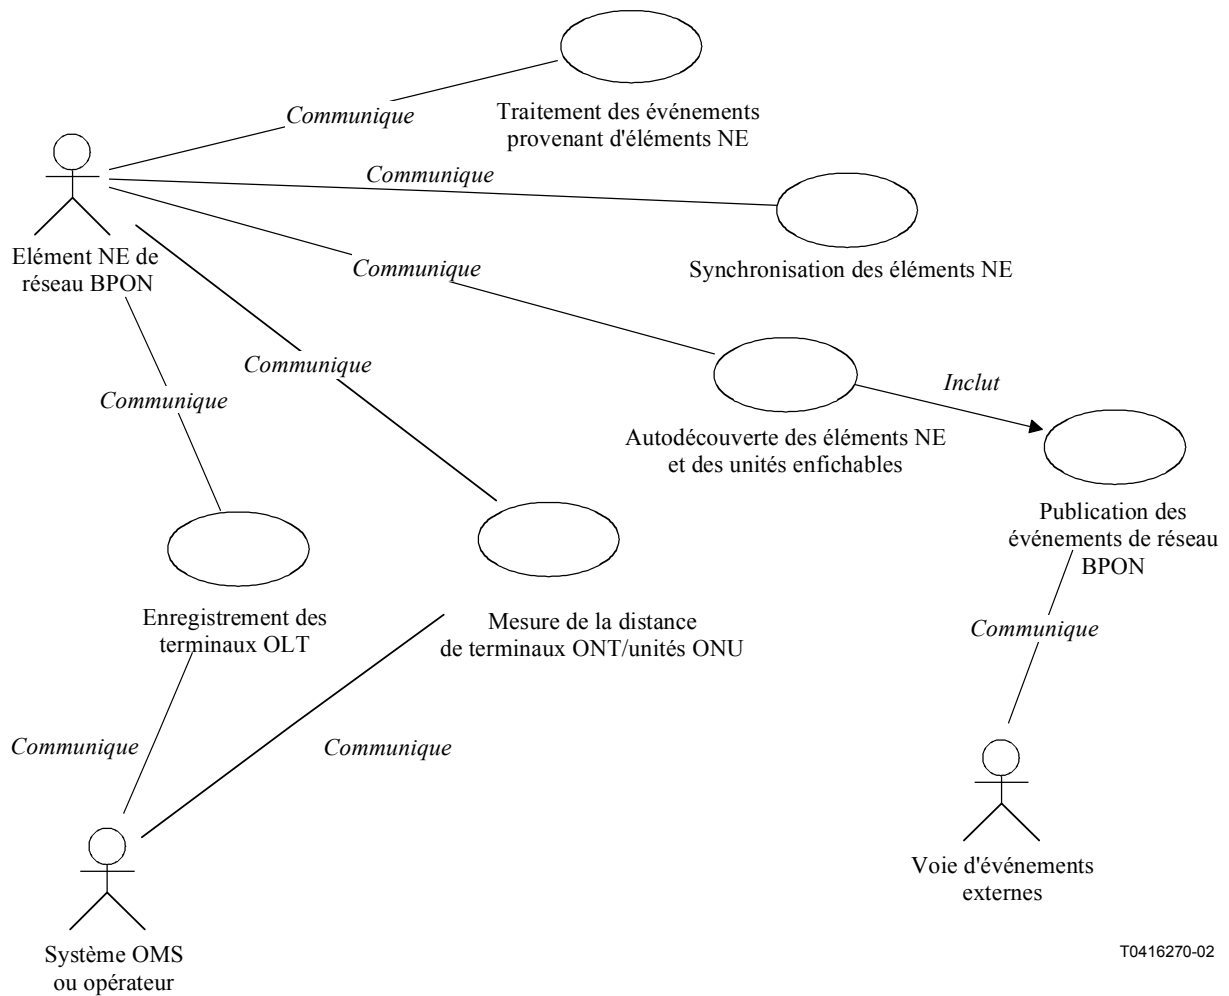 Communique
Traitement des événements
provenant d'éléments NE
Communique
Elément NE de
réseau BPON
Synchronisation des éléments NE
Communique
Communique
Inclut
Communique
Autodécouverte des éléments NE
et des unités enfichables
Publication des
événements de réseau
BPON
Enregistrement des
terminaux OLT
Mesure de la distance
de terminaux ONT/unités ONU
Communique
Communique
Communique
Voie d'événements
externes
Système OMS
ou opérateur
T0416270-02